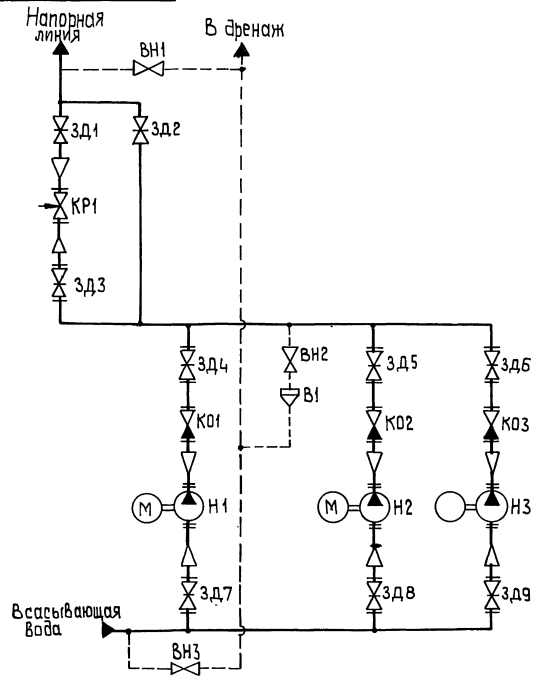 Напорная
линия
В дренаж
ВН1
ЗД1
ЗД2
КР1
ЗД3
ЗД4
ВН2
ЗД5
ЗД6
КО1
В1
КО2
КО3
М
Н1
М
Н2
Н3
ЗД7
ЗД8
ЗД9
Всасывающая
вода
ВН3